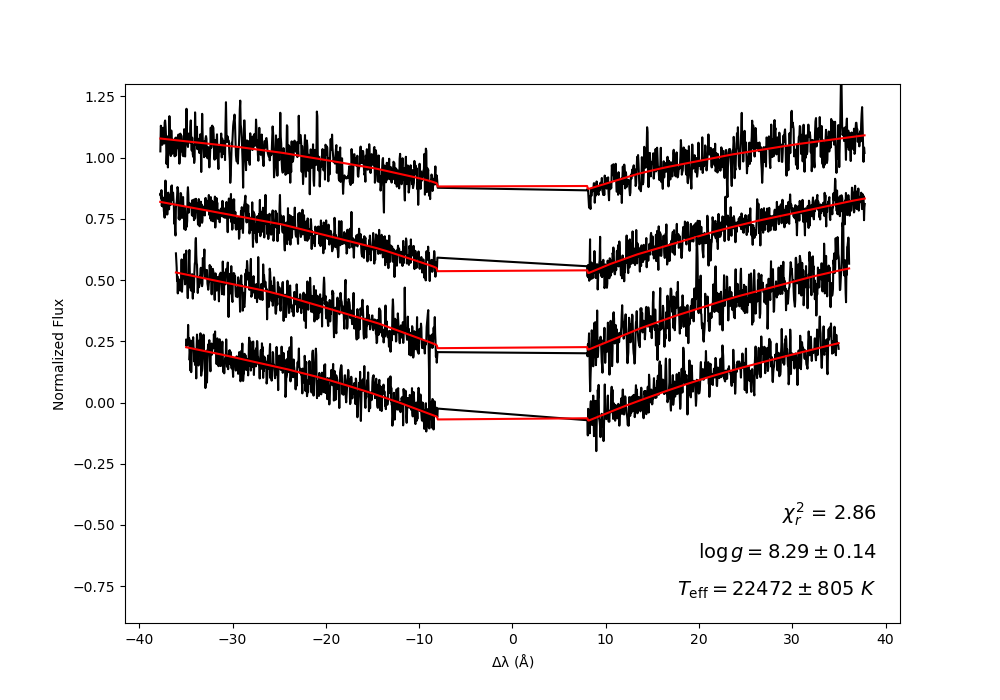 1.25
1.00
0.75
0.50
0.25
0.00
−0.25
−0.50
−0.75
Normalized Flux
χ²ᵣ = 2.86
log g = 8.29 ± 0.14
T_eff = 22472 ± 805 K
−40 −30 −20 −10 0 10 20 30 40
Δλ (Å)